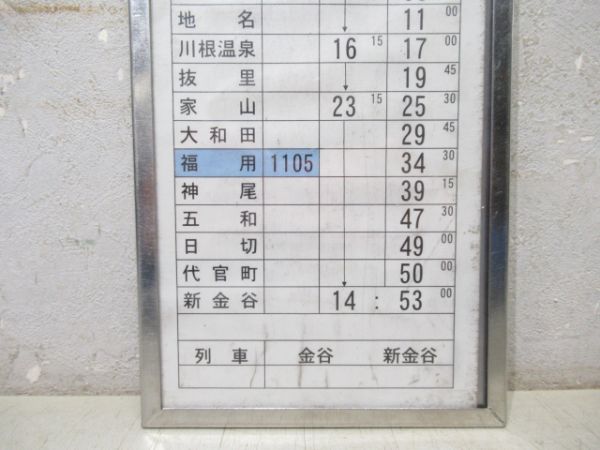 地名 11 00
川根温泉 16 15 17 00
抜里 19 45
家山 23 15 25 30
大和田 29 45
福用 1105 34 30
神尾 39 15
五和 47 30
日切 49 00
代官町 50 00
新金谷 14 : 53 00
列車 金谷 新金谷